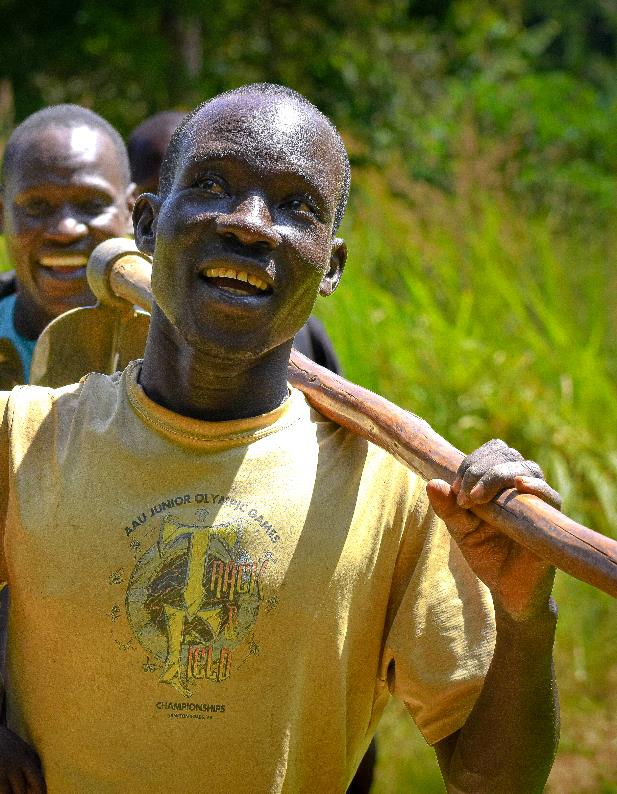 AAU JUNIOR OLYMPIC GAMES
TRACK
&
FIELD
CHAMPIONSHIPS